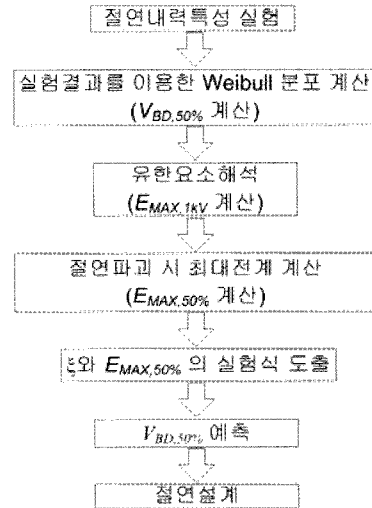 절연내력특성 실험
실험결과를 이용한 Weibull 분포 계산
(V_BD,50% 계산)
유한요소해석
(E_MAX,1kV 계산)
절연파괴 시 최대전계 계산
(E_MAX,50% 계산)
ξ와 E_MAX,50% 의 실험식 도출
V_BD,50% 예측
절연설계